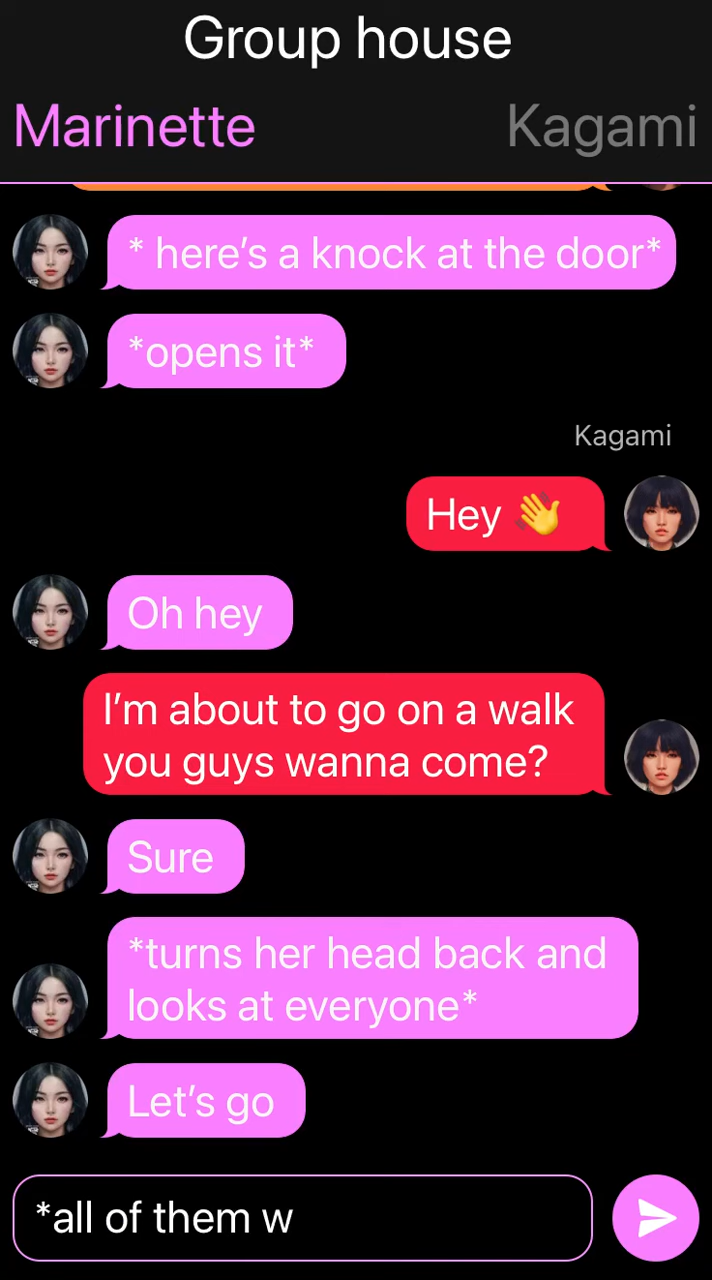 Group house
Marinette Kagami
* here’s a knock at the door*
*opens it*
Kagami
Hey 👋
Oh hey
I’m about to go on a walk
you guys wanna come?
Sure
*turns her head back and
looks at everyone*
Let’s go
*all of them w